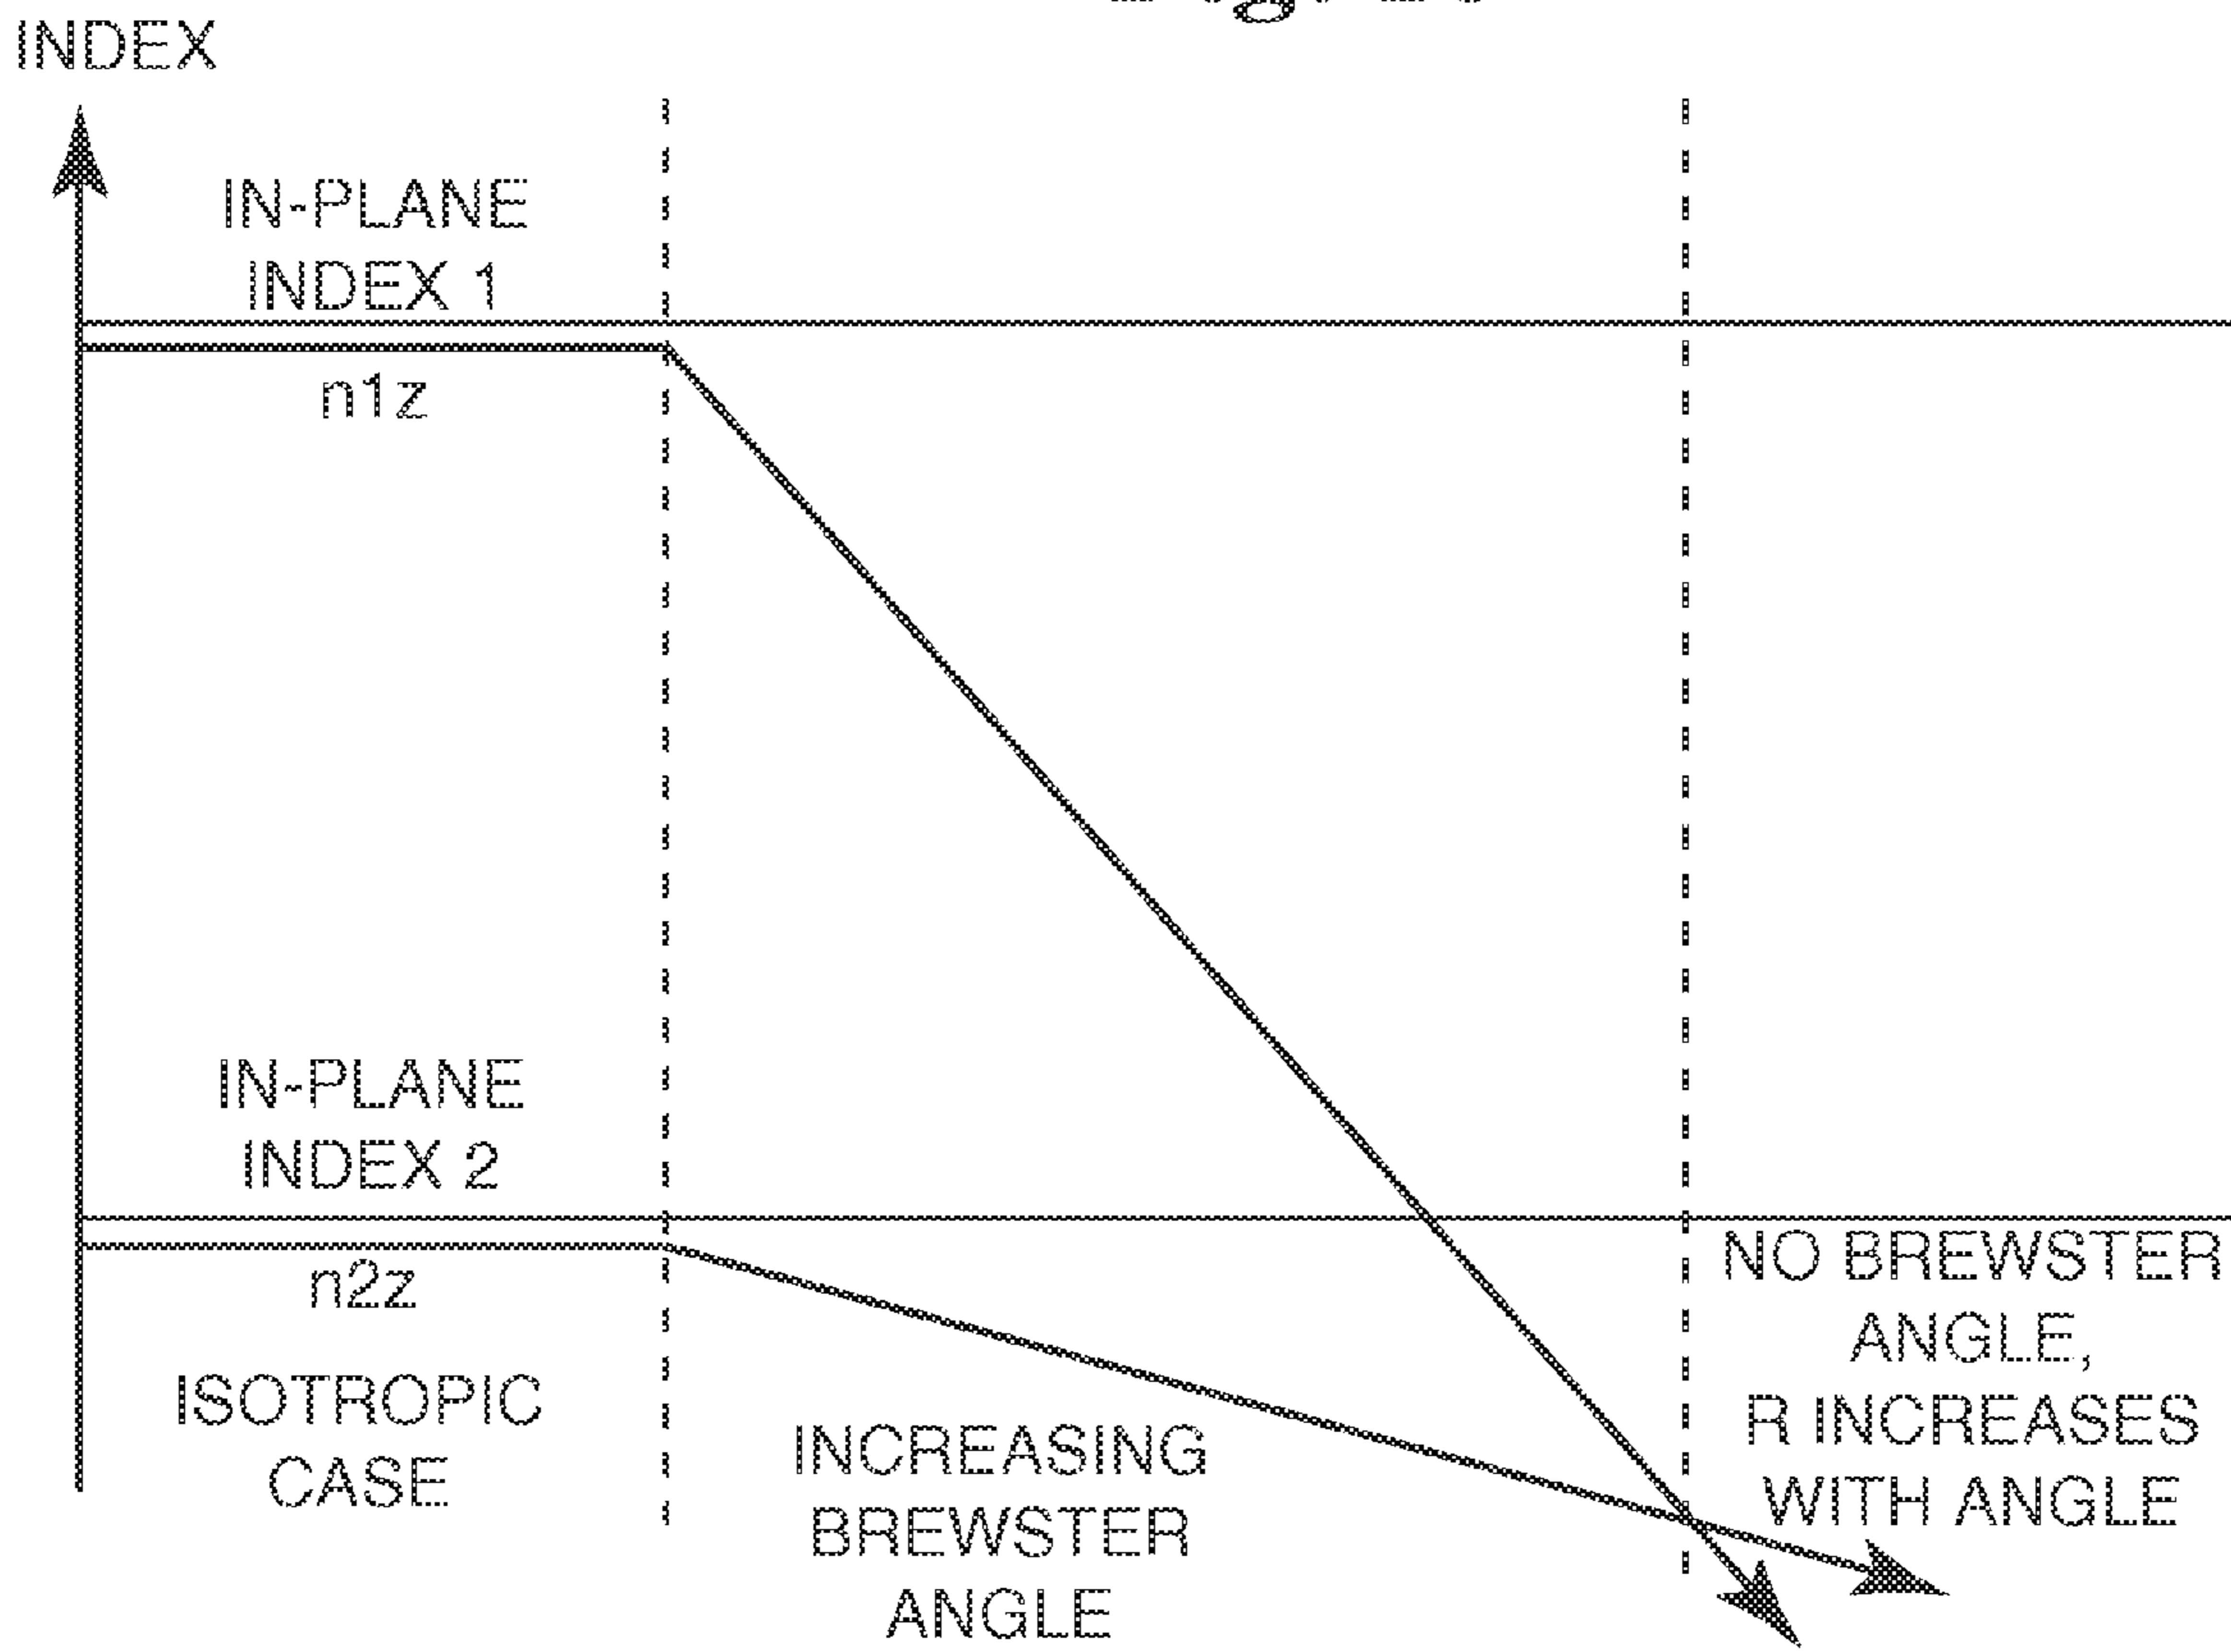 INDEX
IN-PLANE
INDEX 1
n1z
IN-PLANE
INDEX 2
n2z
ISOTROPIC
CASE
INCREASING
BREWSTER
ANGLE
NO BREWSTER
ANGLE,
R INCREASES
WITH ANGLE